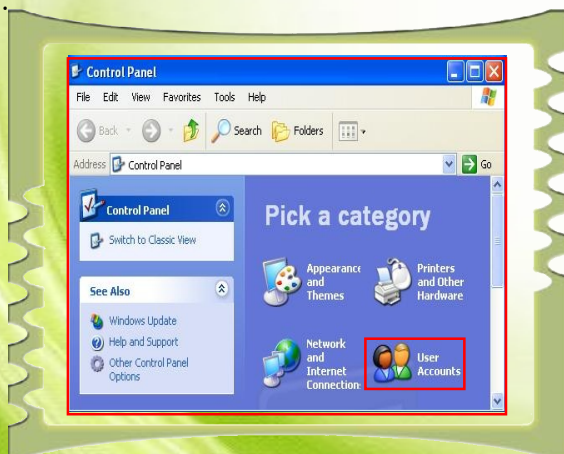 Control Panel
File Edit View Favorites Tools Help
Back Search Folders
Address Control Panel Go
Control Panel
Switch to Classic View
See Also
Windows Update
Help and Support
Other Control Panel
Options
Pick a category
Appearance
and
Themes
Printers
and Other
Hardware
Network
and
Internet
Connection
User
Accounts